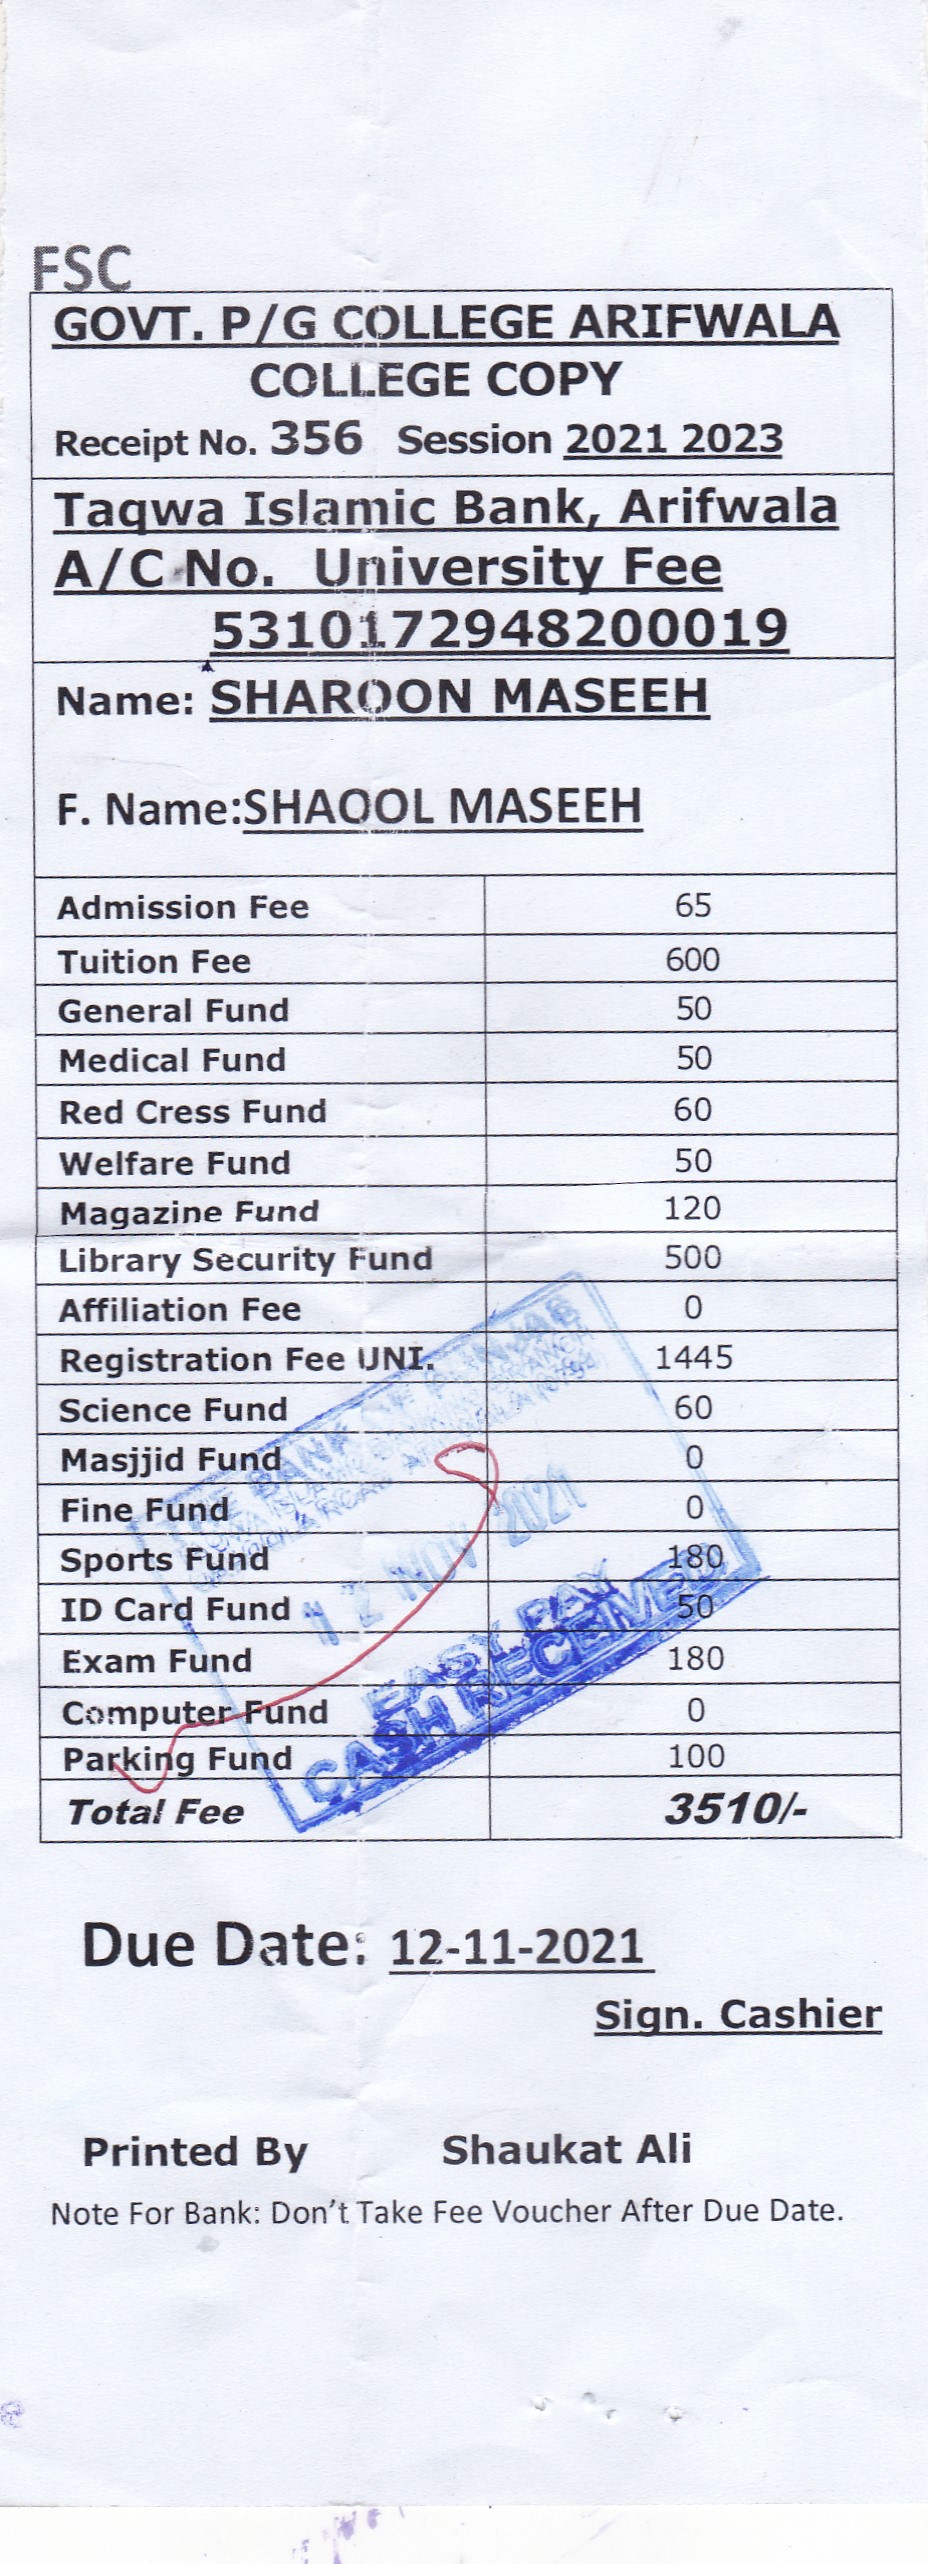 FSC
GOVT. P/G COLLEGE ARIFWALA
COLLEGE COPY
Receipt No. 356 Session 2021 2023
Taqwa Islamic Bank, Arifwala
A/C No. University Fee
5310172948200019
Name: SHAROON MASEEH
F. Name:SHAOOL MASEEH
Admission Fee 65
Tuition Fee 600
General Fund 50
Medical Fund 50
Red Cress Fund 60
Welfare Fund 50
Magazine Fund 120
Library Security Fund 500
Affiliation Fee 0
Registration Fee UNI. 1445
Science Fund 60
Masjjid Fund 0
Fine Fund 0
Sports Fund 180
ID Card Fund 50
Exam Fund 180
Computer Fund 0
Parking Fund 100
Total Fee 3510/-
THE BANK OF PUNJAB
12 NOV 2021
EASY PAY
CASH RECEIVED
Due Date: 12-11-2021
Sign. Cashier
Printed By Shaukat Ali
Note For Bank: Don't Take Fee Voucher After Due Date.